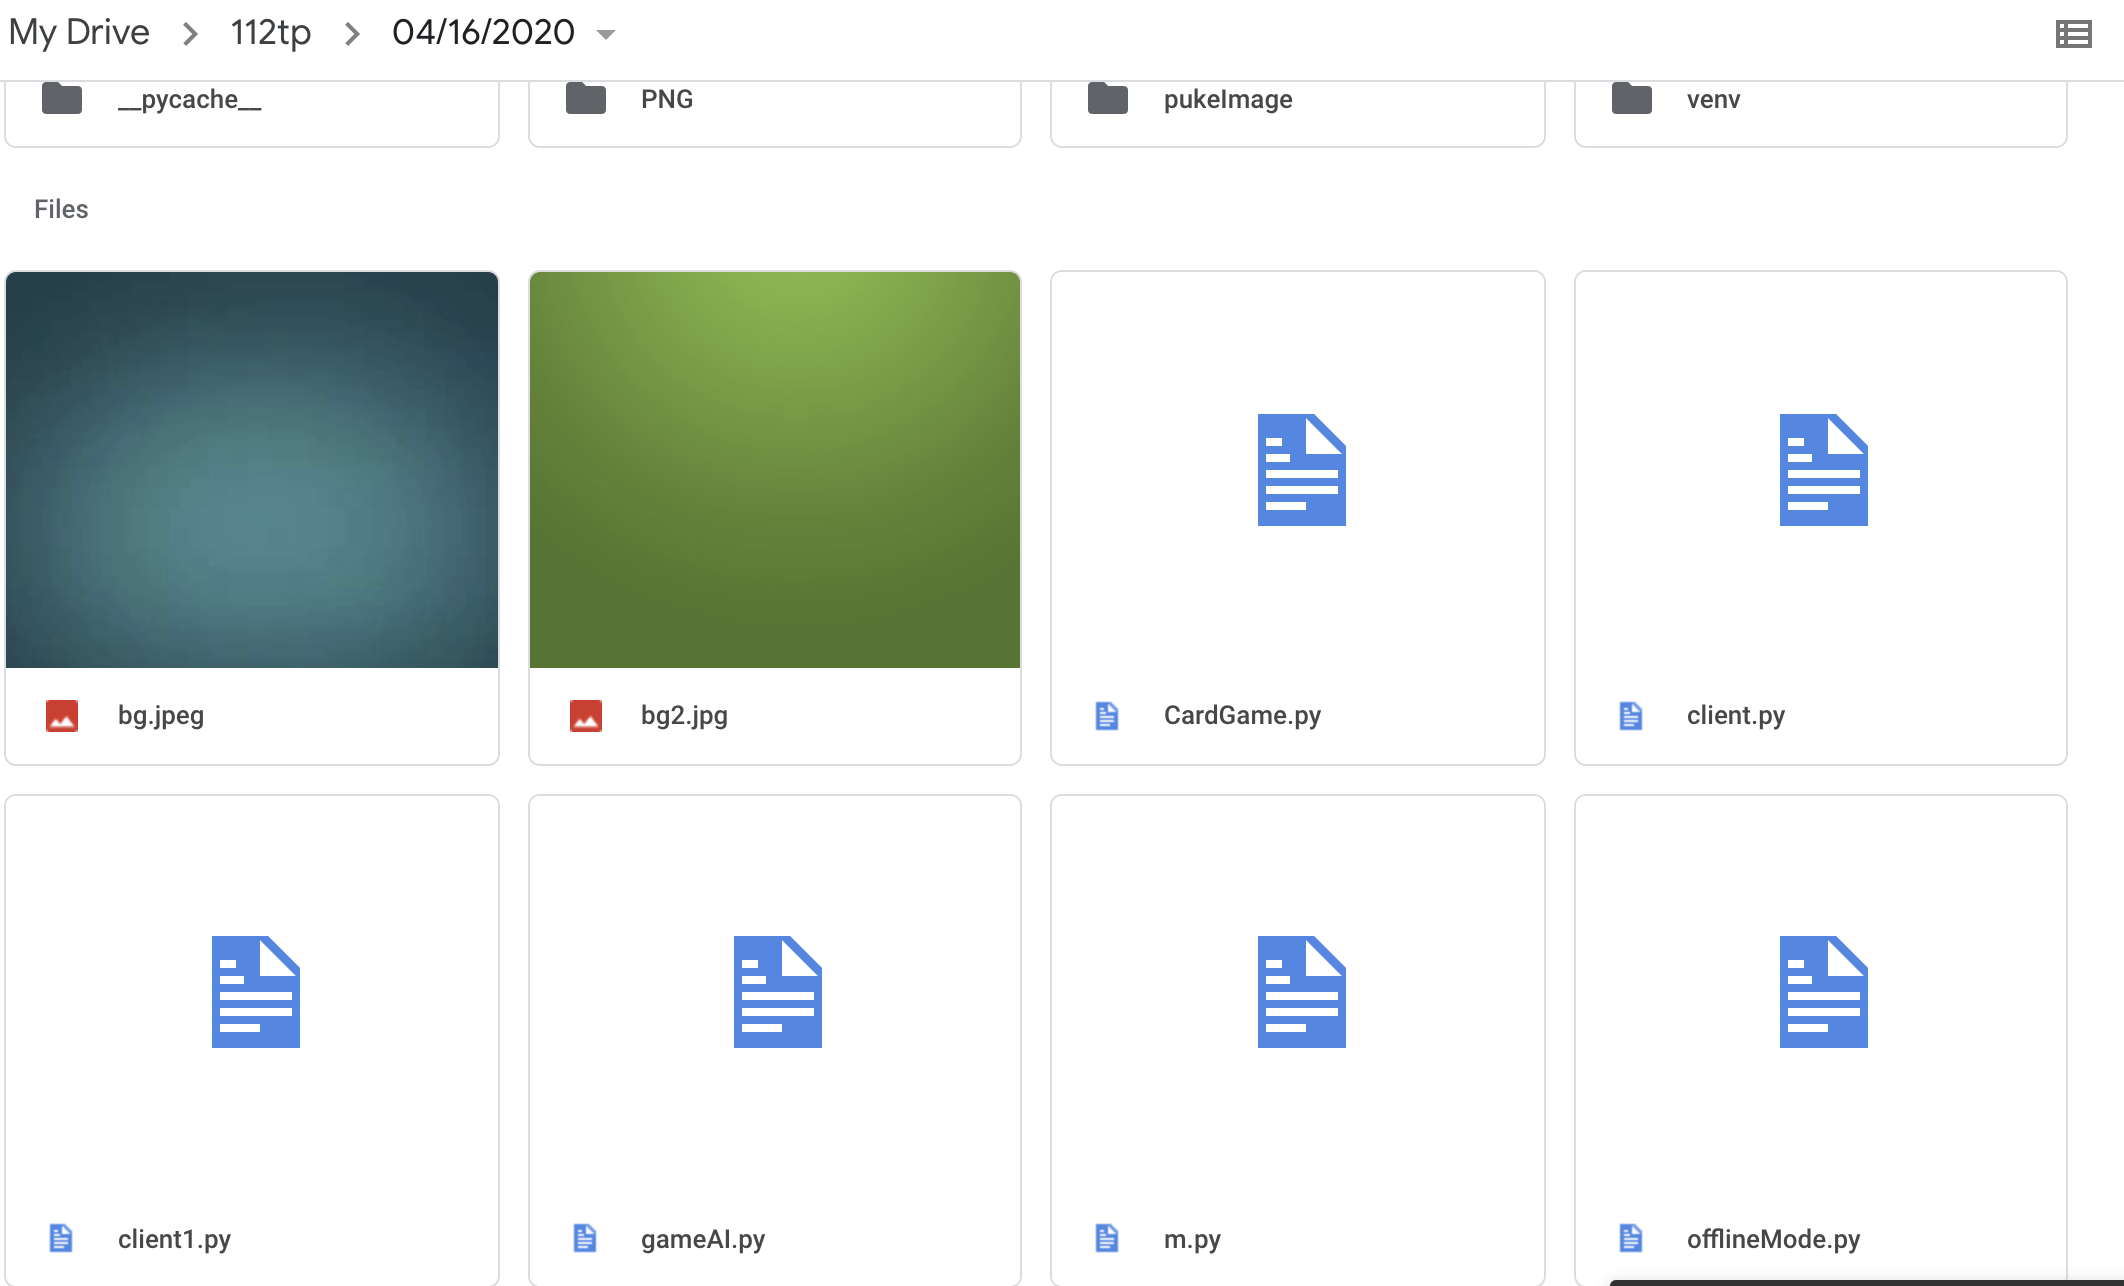 My Drive > 112tp > 04/16/2020
__pycache__
PNG
pukeImage
venv
Files
bg.jpeg
bg2.jpg
CardGame.py
client.py
client1.py
gameAI.py
m.py
offlineMode.py